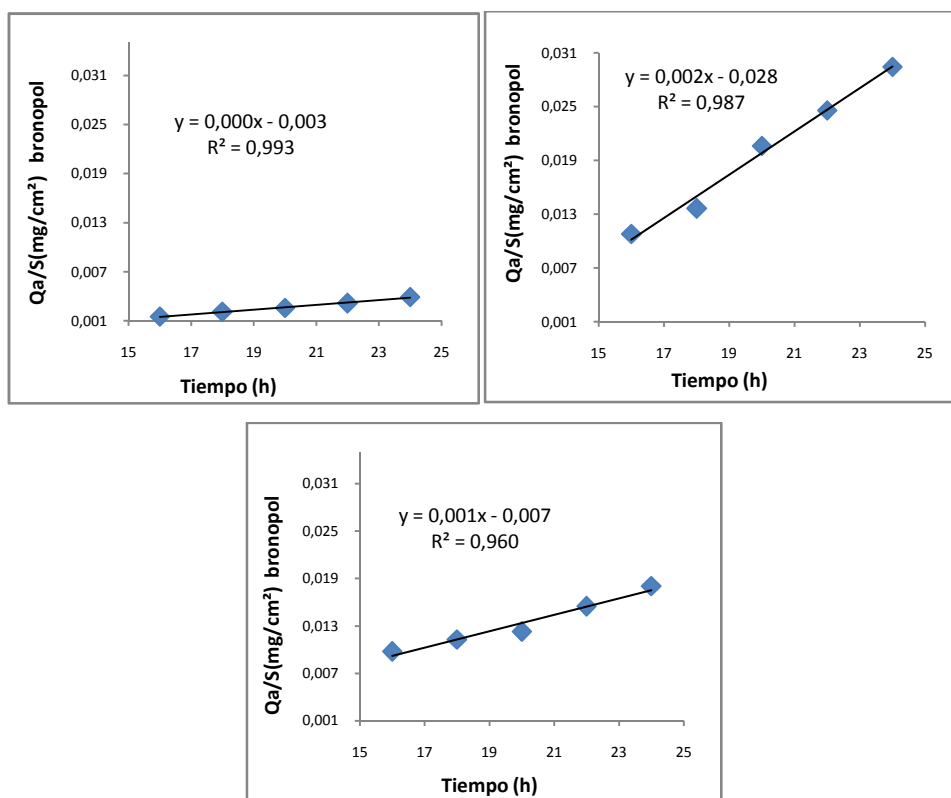 Qa/S(mg/cm²) bronopol
0,031
0,025
0,019
0,013
0,007
0,001
y = 0,000x - 0,003
R² = 0,993
15 17 19 21 23 25
Tiempo (h)
Qa/S(mg/cm²) bronopol
0,031
0,025
0,019
0,013
0,007
0,001
y = 0,002x - 0,028
R² = 0,987
15 17 19 21 23 25
Tiempo (h)
Qa/S(mg/cm²) bronopol
0,031
0,025
0,019
0,013
0,007
0,001
y = 0,001x - 0,007
R² = 0,960
15 17 19 21 23 25
Tiempo (h)